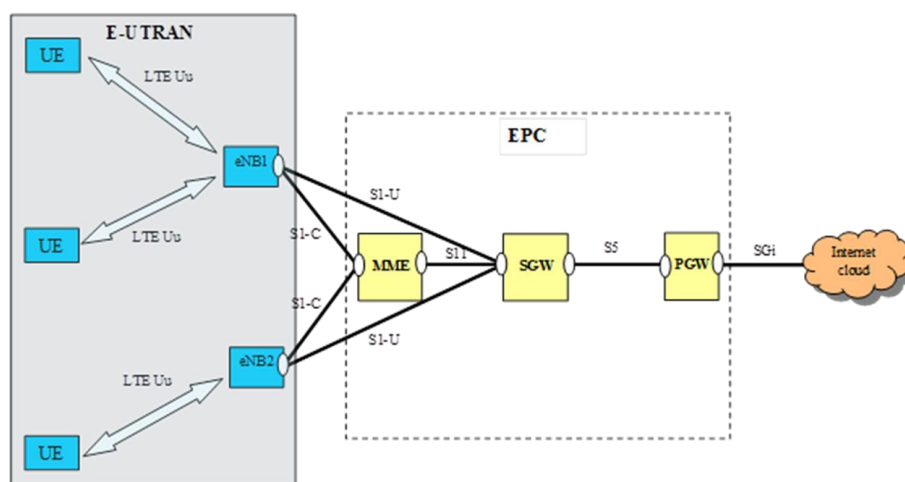 E-UTRAN
UE
LTE Uu
eNB1
UE
LTE Uu
eNB2
LTE Uu
UE
EPC
S1-U
S1-C
MME
S11
SGW
S5
PGW
SGi
Internet
cloud
S1-C
S1-U